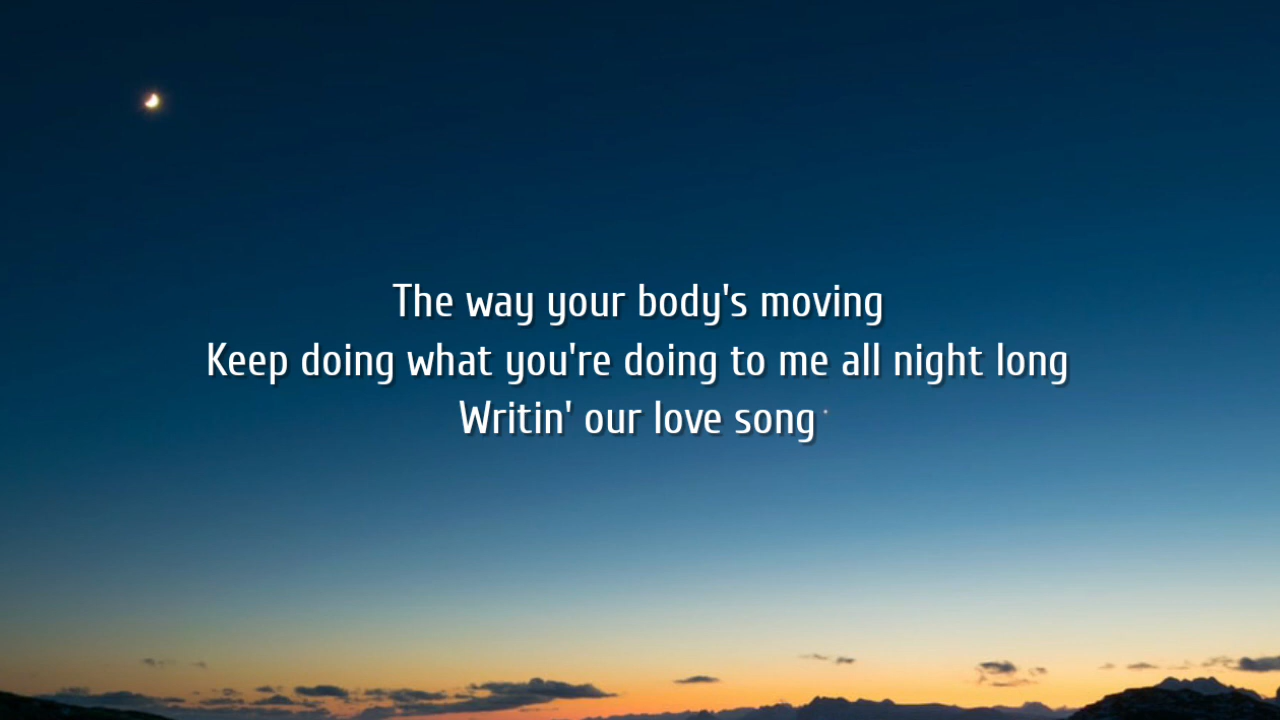 The way your body's moving
Keep doing what you're doing to me all night long
Writin' our love song